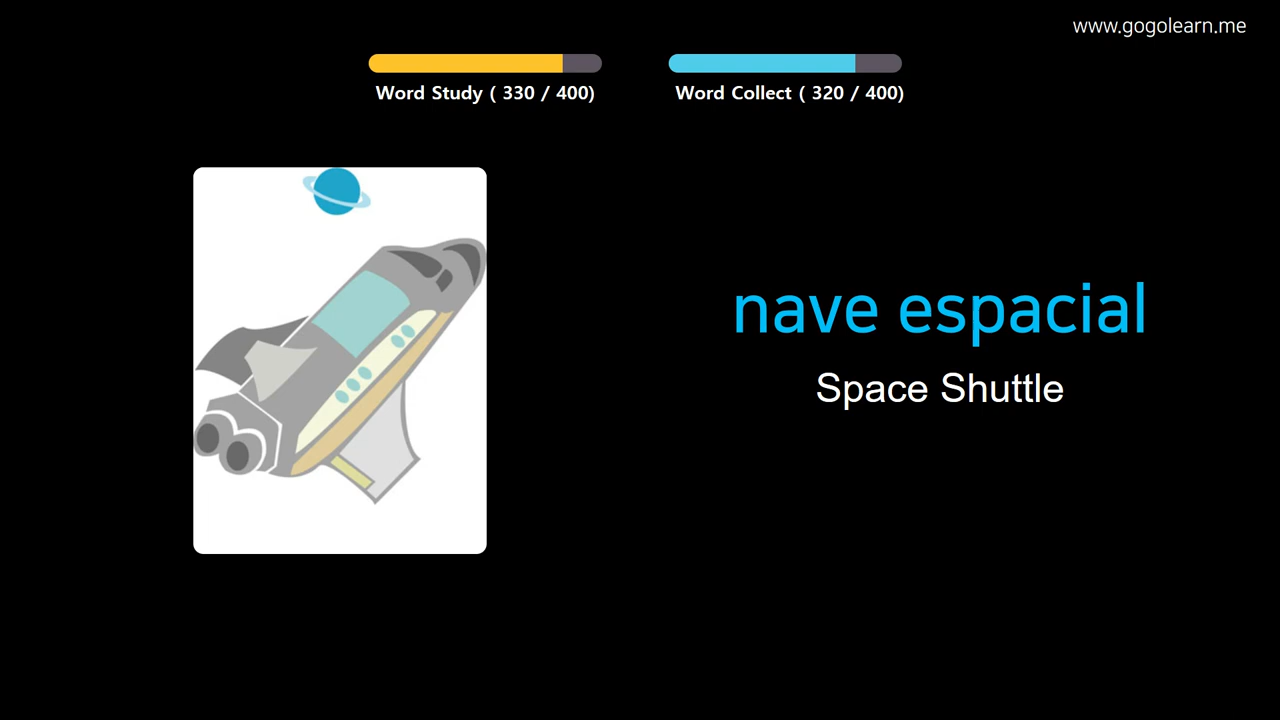 www.gogolearn.me
Word Study ( 330 / 400)
Word Collect ( 320 / 400)
nave espacial
Space Shuttle